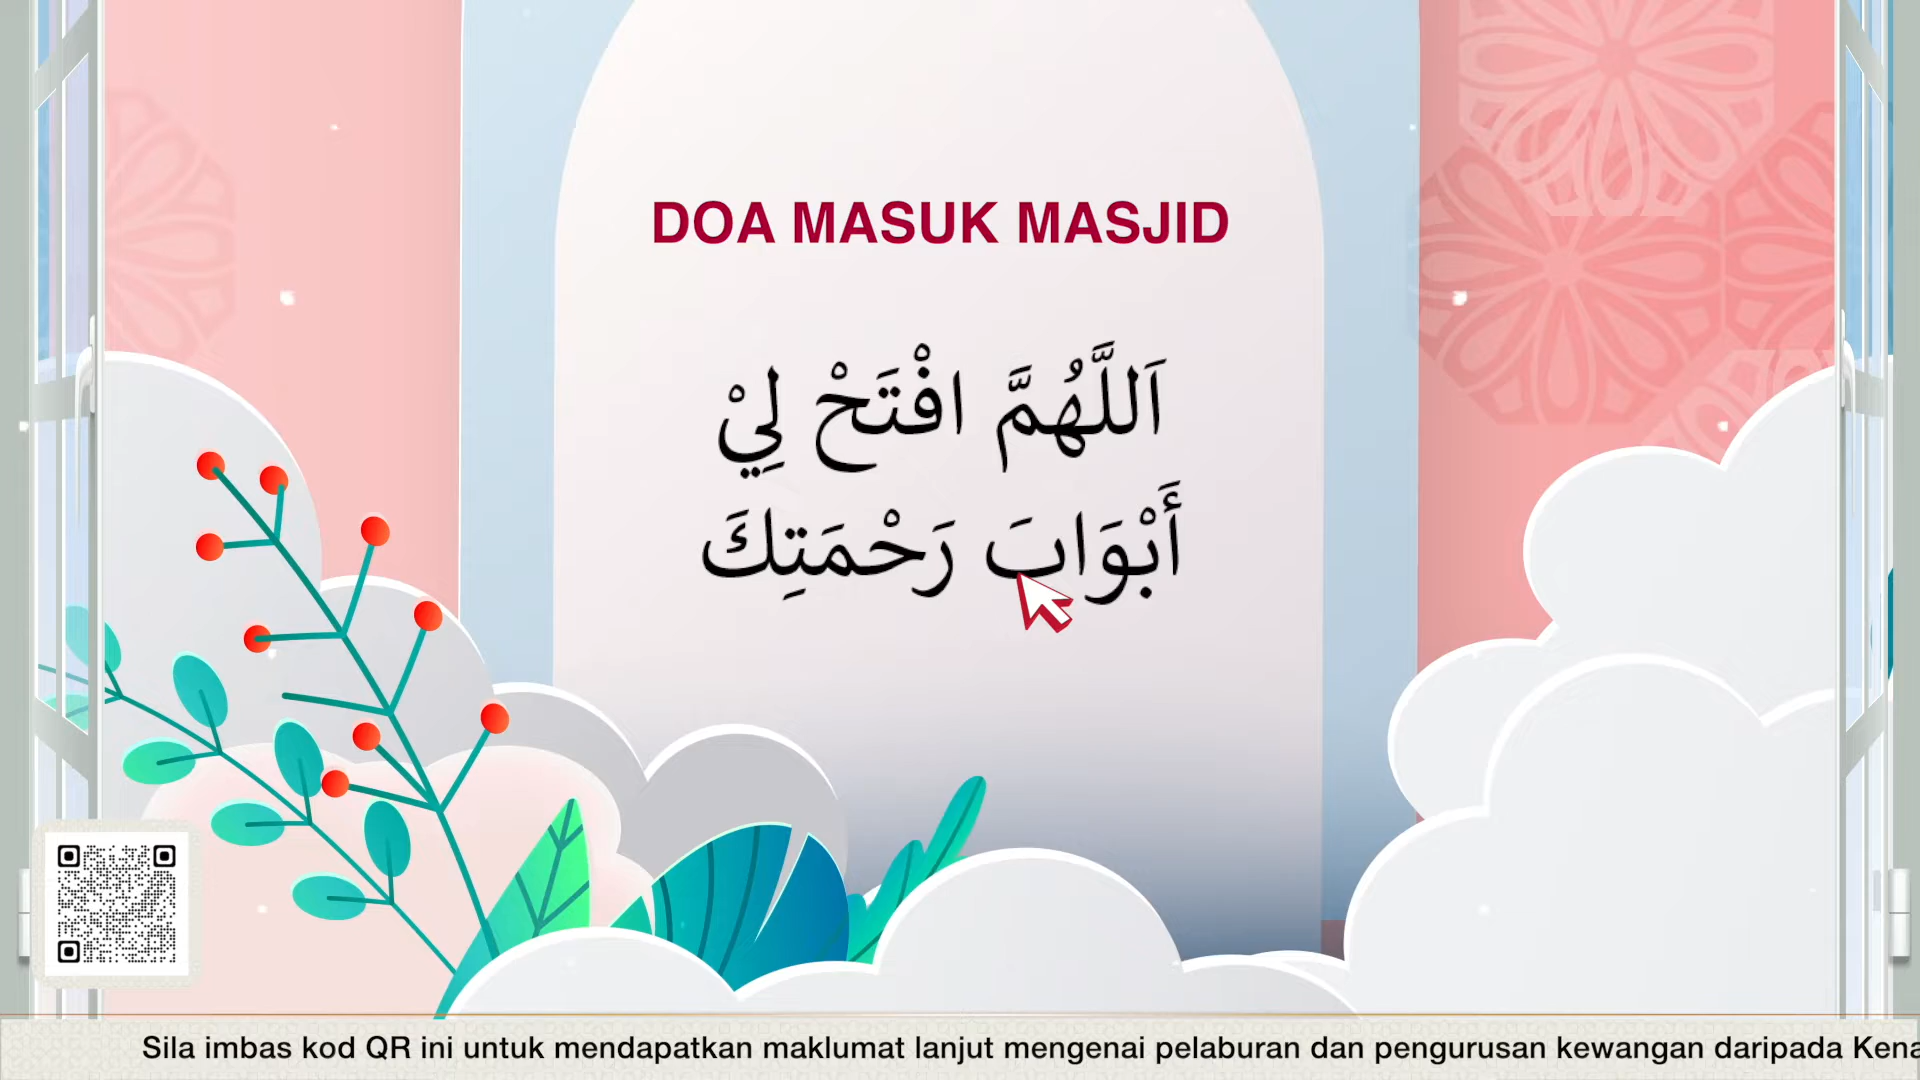 DOA MASUK MASJID
اَللَّهُمَّ افْتَحْ لِيْ
أَبْوَابَ رَحْمَتِكَ
Sila imbas kod QR ini untuk mendapatkan maklumat lanjut mengenai pelaburan dan pengurusan kewangan daripada